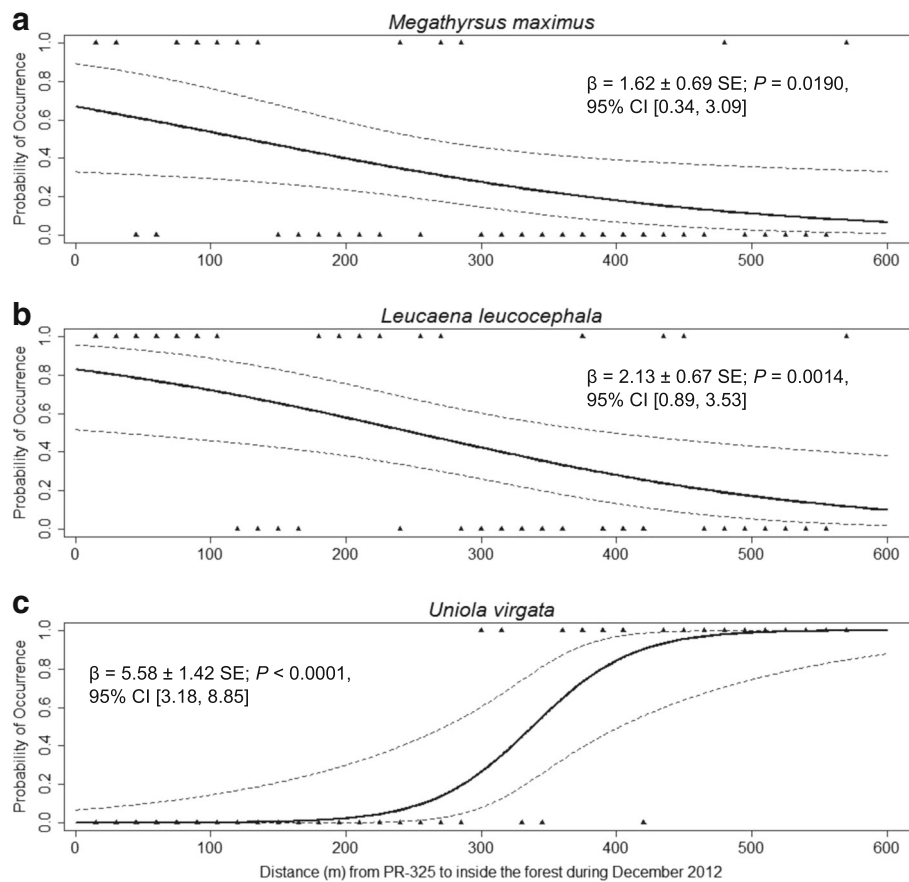 a
Megathyrsus maximus
Probability of Occurrence
1.0
0.8
0.6
0.4
0.2
0.0
β = 1.62 ± 0.69 SE; P = 0.0190,
95% CI [0.34, 3.09]
0 100 200 300 400 500 600
b
Leucaena leucocephala
Probability of Occurrence
1.0
0.8
0.6
0.4
0.2
0.0
β = 2.13 ± 0.67 SE; P = 0.0014,
95% CI [0.89, 3.53]
0 100 200 300 400 500 600
c
Uniola virgata
Probability of Occurrence
1.0
0.8
0.6
0.4
0.2
0.0
β = 5.58 ± 1.42 SE; P < 0.0001,
95% CI [3.18, 8.85]
0 100 200 300 400 500 600
Distance (m) from PR-325 to inside the forest during December 2012